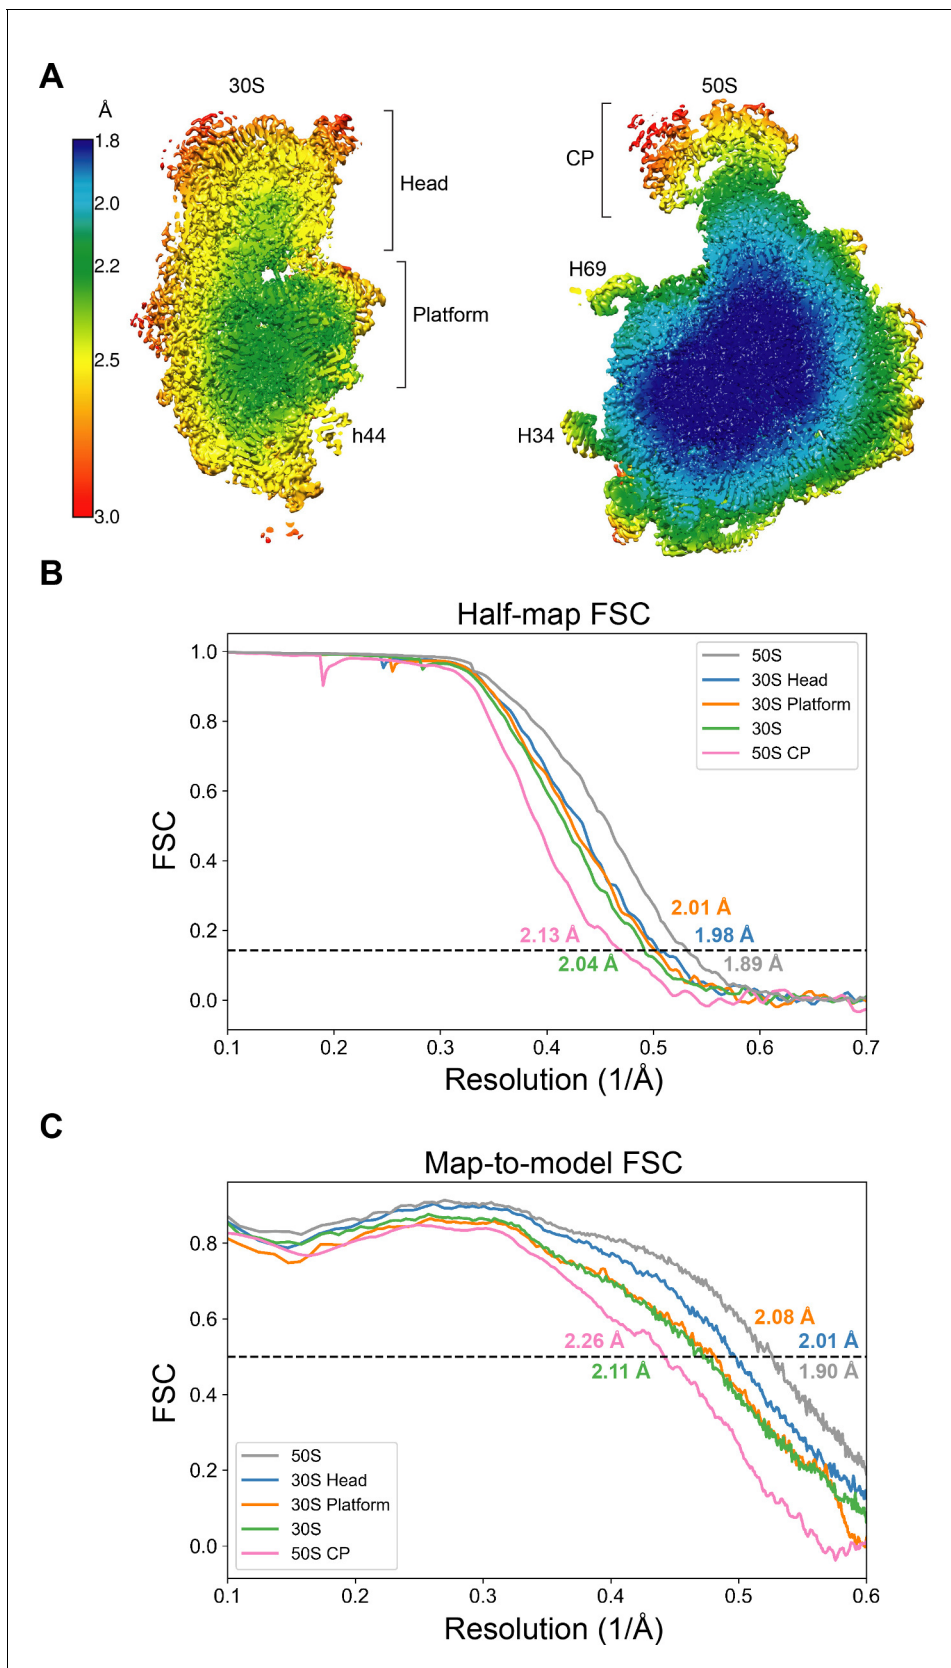 A
30S
50S
Å
1.8
2.0
2.2
2.5
3.0
Head
Platform
h44
CP
H69
H34
B
Half-map FSC
1.0
0.8
0.6
0.4
0.2
0.0
FSC
50S
30S Head
30S Platform
30S
50S CP
2.01 Å
2.13 Å
1.98 Å
2.04 Å
1.89 Å
0.1 0.2 0.3 0.4 0.5 0.6 0.7
Resolution (1/Å)
C
Map-to-model FSC
0.8
0.6
0.4
0.2
0.0
FSC
2.08 Å
2.26 Å
2.01 Å
2.11 Å
1.90 Å
50S
30S Head
30S Platform
30S
50S CP
0.1 0.2 0.3 0.4 0.5 0.6
Resolution (1/Å)